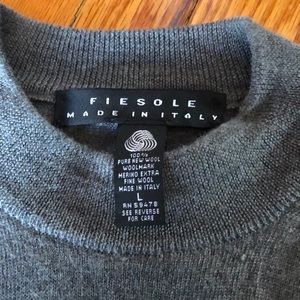 FIESOLE
MADE IN ITALY
100%
PURE NEW WOOL
WOOLMARK
MERINO EXTRA
FINE WOOL
MADE IN ITALY
L
RN 59478
SEE REVERSE
FOR CARE